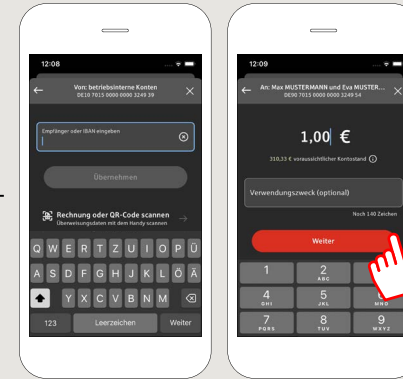 12:08
Von: betriebsinterne Konten
DE10 7015 0000 0000 3249 39
Empfänger oder IBAN eingeben
Übernehmen
Rechnung oder QR-Code scannen
Überweisungsdaten mit dem Handy scannen
Q W E R T Z U I O P Ü
A S D F G H J K L Ö Ä
Y X C V B N M
123 Leerzeichen Weiter
12:09
An: Max MUSTERMANN und Eva MUSTER...
DE90 7015 0000 0000 3249 54
1,00 €
310,33 € voraussichtlicher Kontostand
Verwendungszweck (optional)
Noch 140 Zeichen
Weiter
1 2
ABC
4 5
GHI JKL MNO
7 8 9
PQRS TUV WXYZ